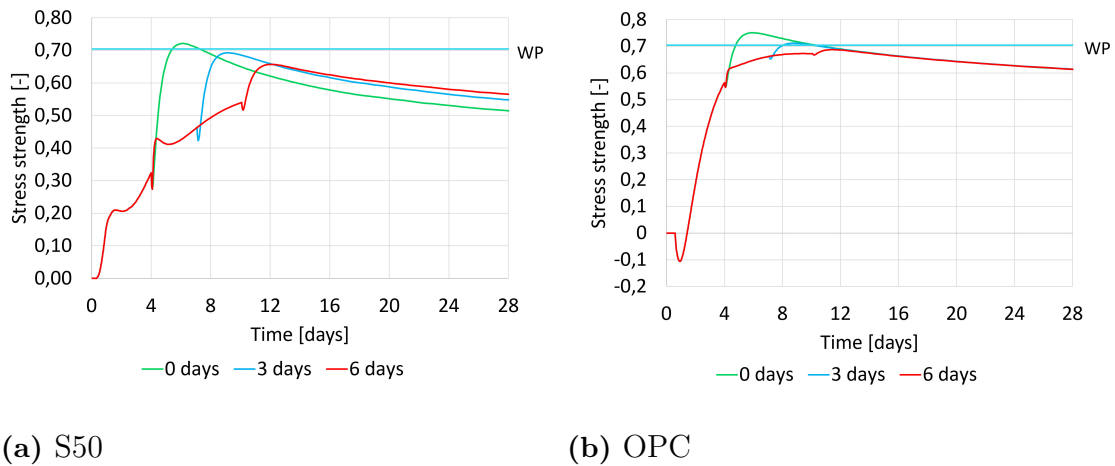 0,80
0,70
0,60
0,50
0,40
0,30
0,20
0,10
0,00
Stress strength [-]
WP
0 4 8 12 16 20 24 28
Time [days]
0 days 3 days 6 days
0,8
0,7
0,6
0,5
0,4
0,3
0,2
0,1
0
-0,1
-0,2
Stress strength [-]
WP
0 4 8 12 16 20 24 28
Time [days]
0 days 3 days 6 days
(a) S50
(b) OPC